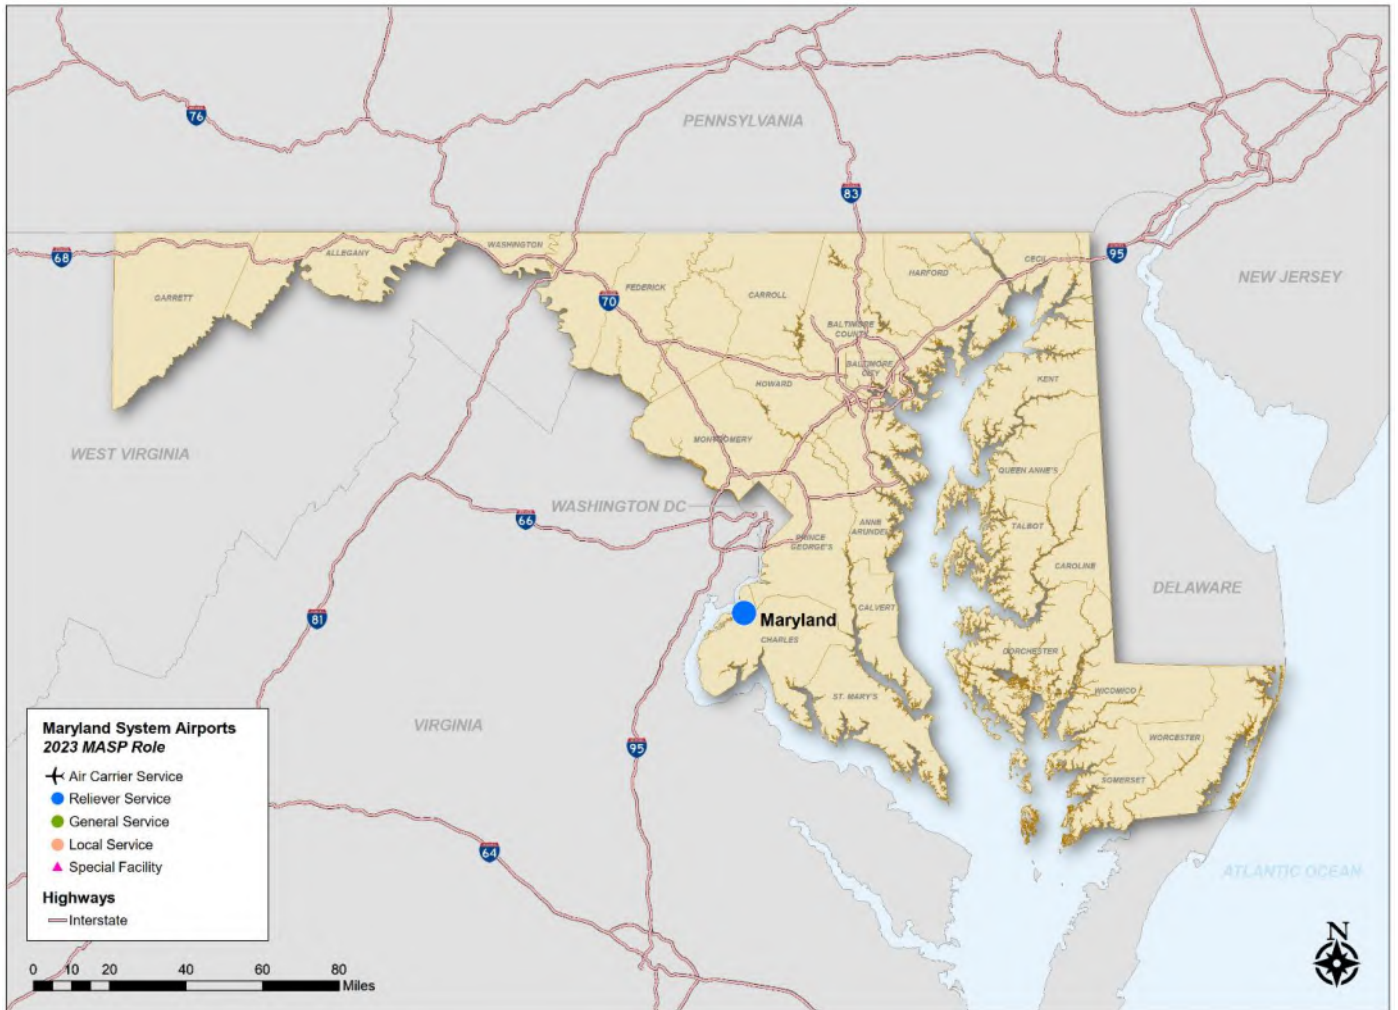 PENNSYLVANIA
76
83
68
95
ALLEGANY
WASHINGTON
CECIL
HARFORD
NEW JERSEY
GARRETT
FEDERICK
70
CARROLL
BALTIMORE
COUNTY
BALTIMORE
CITY
HOWARD
KENT
MONTGOMERY
WEST VIRGINIA
QUEEN ANNE'S
WASHINGTON DC
66
TALBOT
ANNE
ARUNDEL
PRINCE
GEORGE'S
CAROLINE
DELAWARE
81
Maryland
CALVERT
CHARLES
DORCHESTER
WICOMICO
ST. MARY'S
VIRGINIA
95
WORCESTER
SOMERSET
64
ATLANTIC OCEAN
Maryland System Airports
2023 MASP Role
Air Carrier Service
Reliever Service
General Service
Local Service
Special Facility
Highways
Interstate
0 10 20 40 60 80
Miles
N